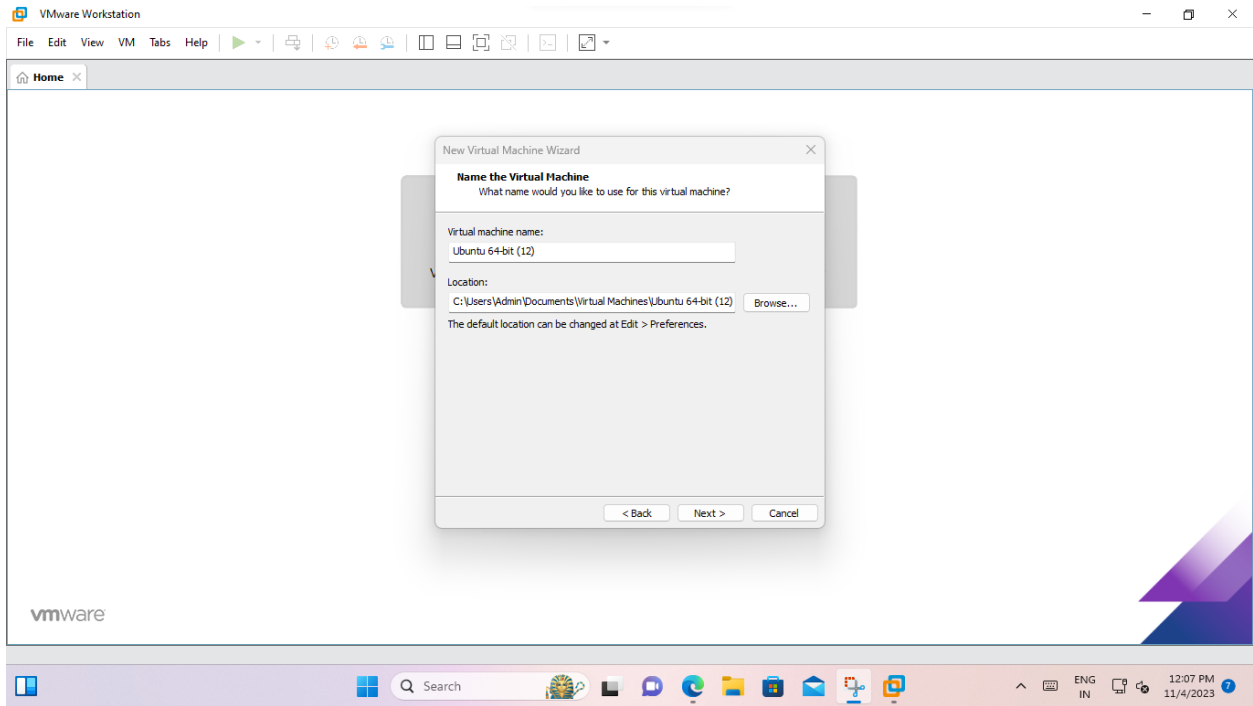 VMware Workstation
File Edit View VM Tabs Help
Home
New Virtual Machine Wizard
Name the Virtual Machine
What name would you like to use for this virtual machine?
Virtual machine name:
Ubuntu 64-bit (12)
Location:
C:\Users\Admin\Documents\Virtual Machines\Ubuntu 64-bit (12) Browse...
The default location can be changed at Edit > Preferences.
< Back Next > Cancel
vmware
Search
ENG
IN
12:07 PM
11/4/2023
7